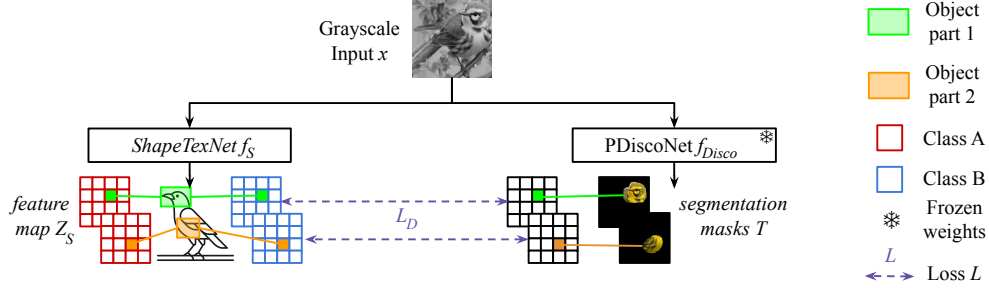 Grayscale
Input x
ShapeTexNet f_S
PDiscoNet f_Disco
feature
map Z_S
L_D
segmentation
masks T
Object
part 1
Object
part 2
Class A
Class B
Frozen
weights
L
Loss L